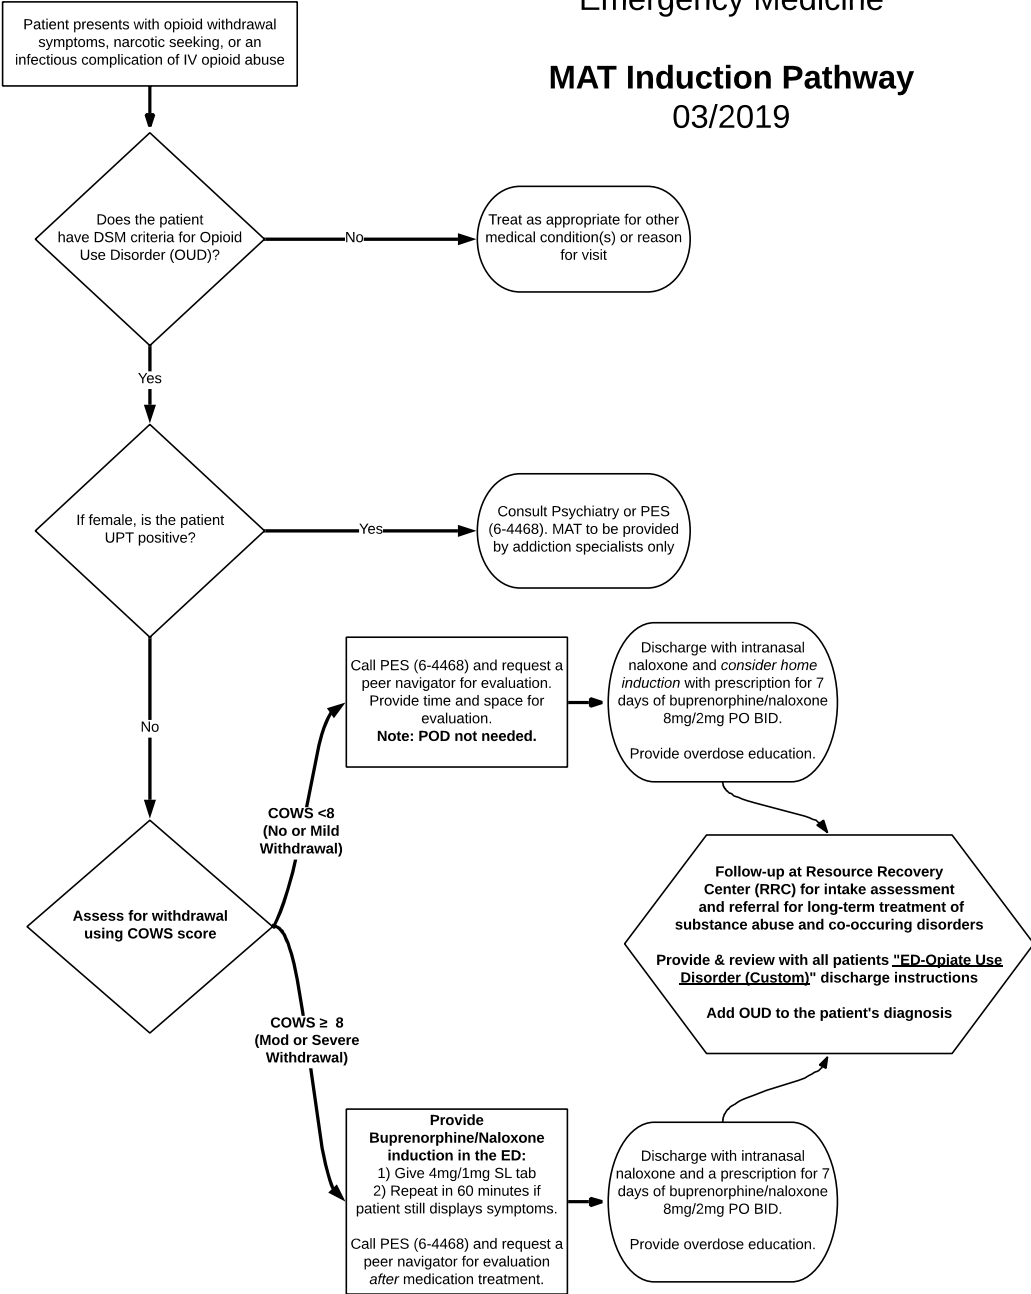 Emergency Medicine
MAT Induction Pathway
03/2019
Patient presents with opioid withdrawal
symptoms, narcotic seeking, or an
infectious complication of IV opioid abuse
Does the patient
have DSM criteria for Opioid
Use Disorder (OUD)?
No
Treat as appropriate for other
medical condition(s) or reason
for visit
Yes
If female, is the patient
UPT positive?
Yes
Consult Psychiatry or PES
(6-4468). MAT to be provided
by addiction specialists only
No
Assess for withdrawal
using COWS score
COWS <8
(No or Mild
Withdrawal)
Call PES (6-4468) and request a
peer navigator for evaluation.
Provide time and space for
evaluation.
Note: POD not needed.
Discharge with intranasal
naloxone and consider home
induction with prescription for 7
days of buprenorphine/naloxone
8mg/2mg PO BID.
Provide overdose education.
COWS ≥ 8
(Mod or Severe
Withdrawal)
Provide
Buprenorphine/Naloxone
induction in the ED:
1) Give 4mg/1mg SL tab
2) Repeat in 60 minutes if
patient still displays symptoms.
Call PES (6-4468) and request a
peer navigator for evaluation
after medication treatment.
Discharge with intranasal
naloxone and a prescription for 7
days of buprenorphine/naloxone
8mg/2mg PO BID.
Provide overdose education.
Follow-up at Resource Recovery
Center (RRC) for intake assessment
and referral for long-term treatment of
substance abuse and co-occuring disorders
Provide & review with all patients "ED-Opiate Use
Disorder (Custom)" discharge instructions
Add OUD to the patient's diagnosis